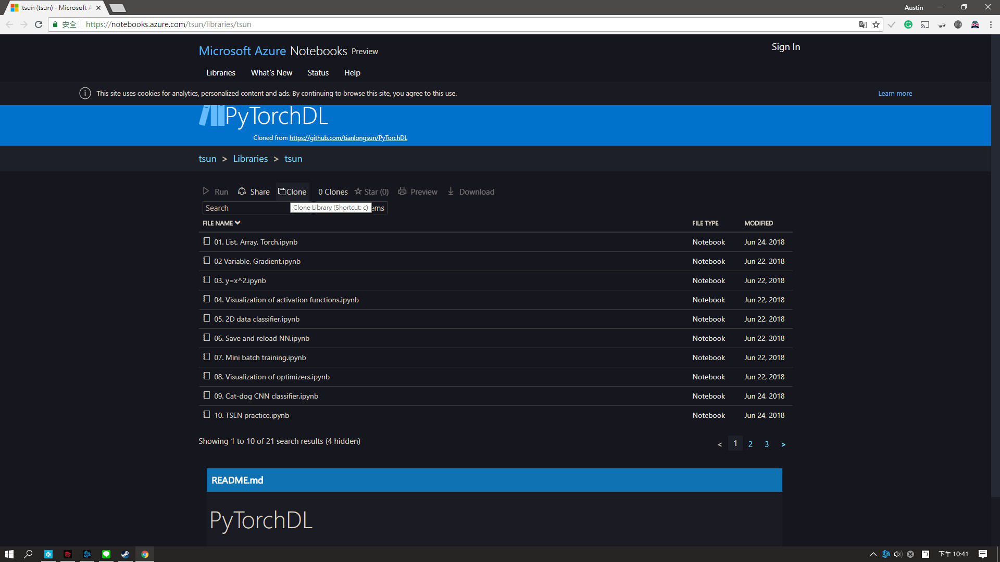 tsun (tsun) - Microsoft A
Austin
安全
https://notebooks.azure.com/tsun/libraries/tsun
Microsoft Azure Notebooks Preview
Sign In
Libraries What's New Status Help
This site uses cookies for analytics, personalized content and ads. By continuing to browse this site, you agree to this use.
Learn more
PyTorchDL
Cloned from https://github.com/tianlongsun/PyTorchDL
tsun > Libraries > tsun
Run Share Clone 0 Clones Star (0) Preview Download
Search
Clone Library (Shortcut: c)
ems
FILE NAME FILE TYPE MODIFIED
01. List, Array, Torch.ipynb Notebook Jun 24, 2018
02 Variable, Gradient.ipynb Notebook Jun 22, 2018
03. y=x^2.ipynb Notebook Jun 22, 2018
04. Visualization of activation functions.ipynb Notebook Jun 22, 2018
05. 2D data classifier.ipynb Notebook Jun 22, 2018
06. Save and reload NN.ipynb Notebook Jun 22, 2018
07. Mini batch training.ipynb Notebook Jun 22, 2018
08. Visualization of optimizers.ipynb Notebook Jun 22, 2018
09. Cat-dog CNN classifier.ipynb Notebook Jun 24, 2018
10. TSEN practice.ipynb Notebook Jun 24, 2018
Showing 1 to 10 of 21 search results (4 hidden)
< 1 2 3 >
README.md
PyTorchDL
下午 10:41